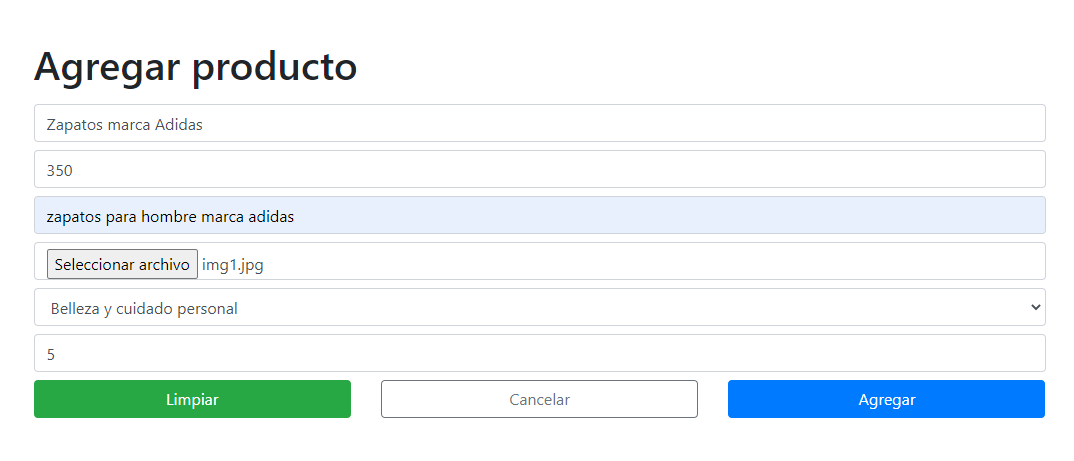 Agregar producto
Zapatos marca Adidas
350
zapatos para hombre marca adidas
Seleccionar archivo img1.jpg
Belleza y cuidado personal
5
Limpiar Cancelar Agregar